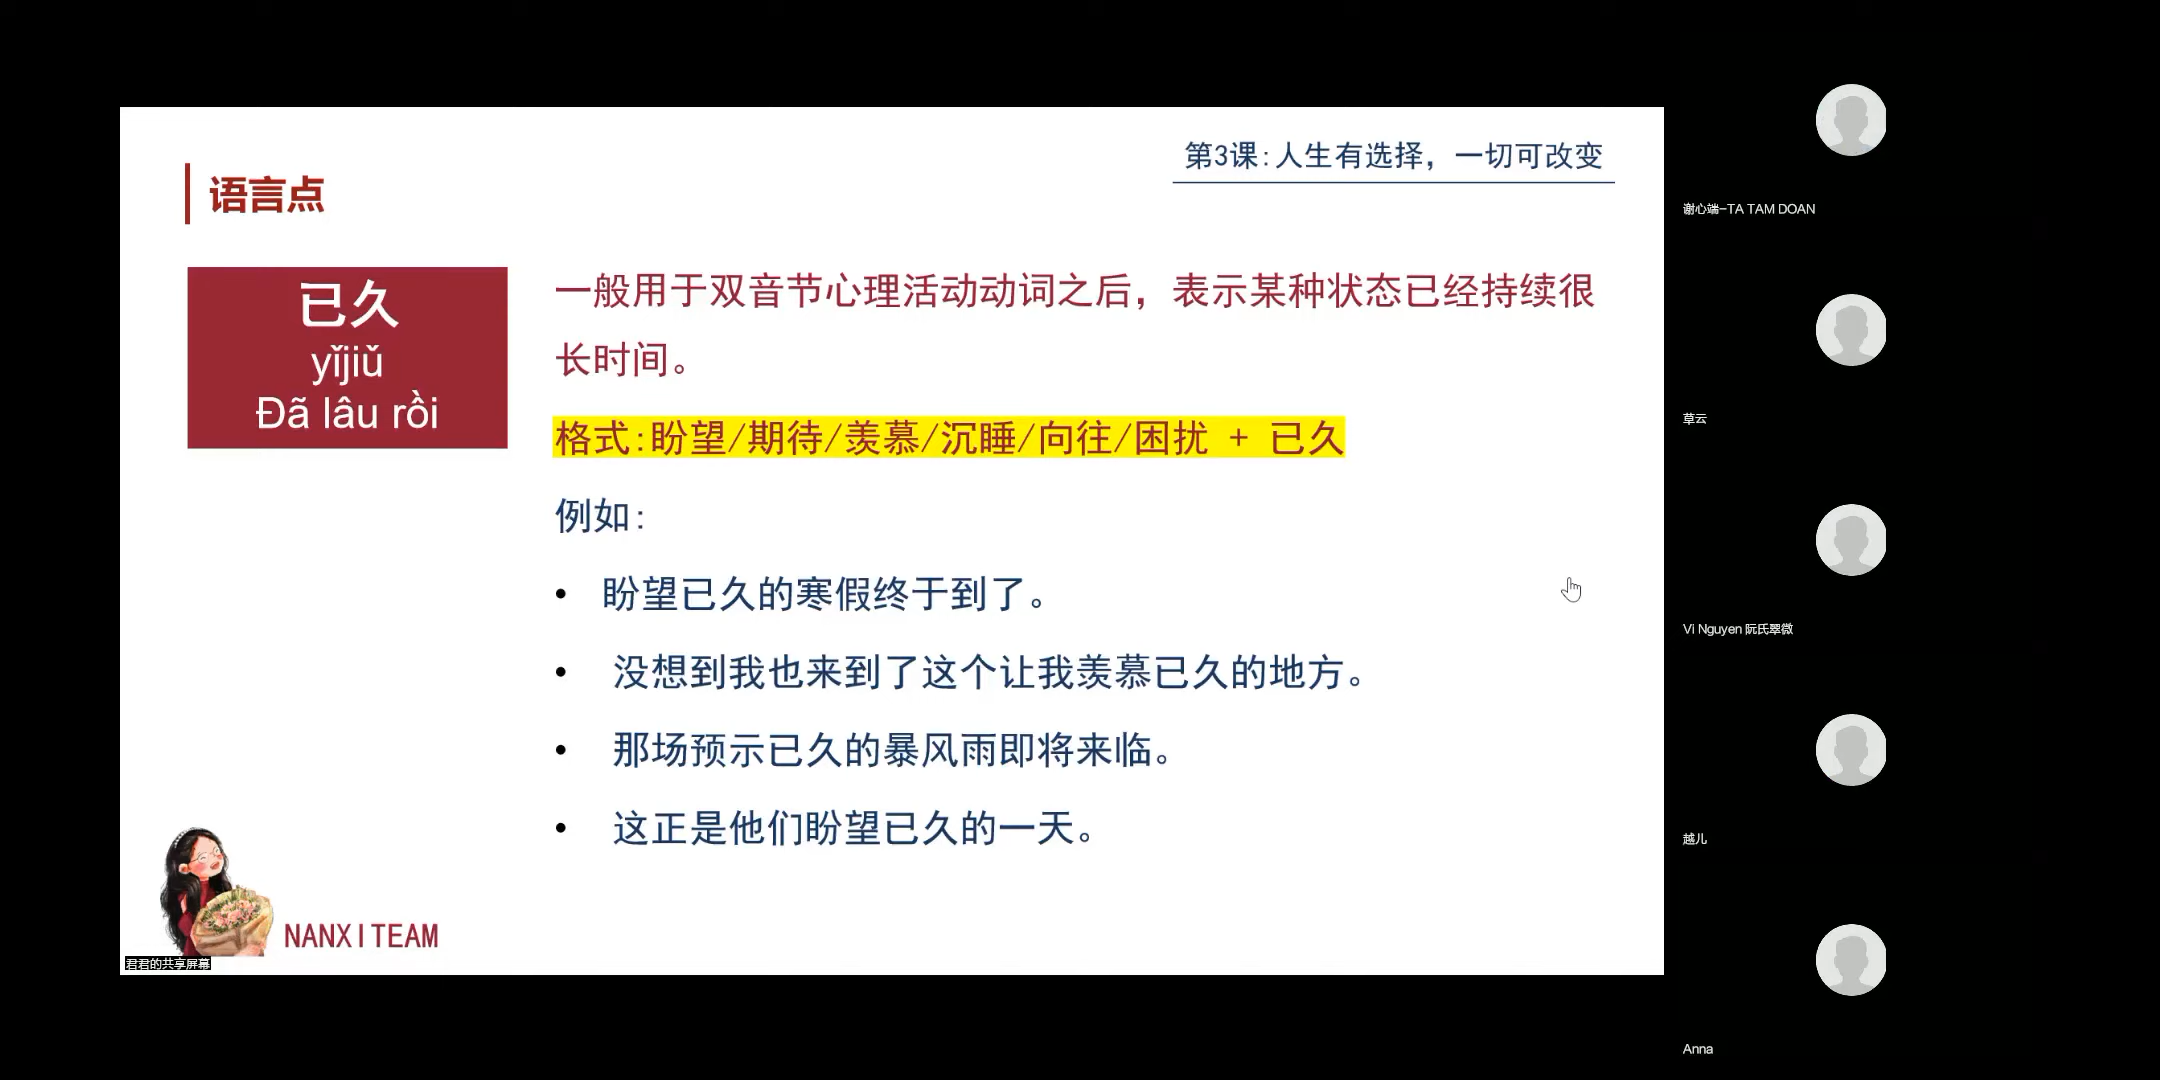 第3课:人生有选择，一切可改变
语言点
已久
yǐjiǔ
Đã lâu rồi
一般用于双音节心理活动动词之后，表示某种状态已经持续很
长时间。
格式:盼望/期待/羡慕/沉睡/向往/困扰 + 已久
例如:
• 盼望已久的寒假终于到了。
• 没想到我也来到了这个让我羡慕已久的地方。
• 那场预示已久的暴风雨即将来临。
• 这正是他们盼望已久的一天。
NANXI TEAM
君君的共享屏幕
谢心端-TA TAM DOAN
草云
Vi Nguyen 阮氏翠微
越儿
Anna